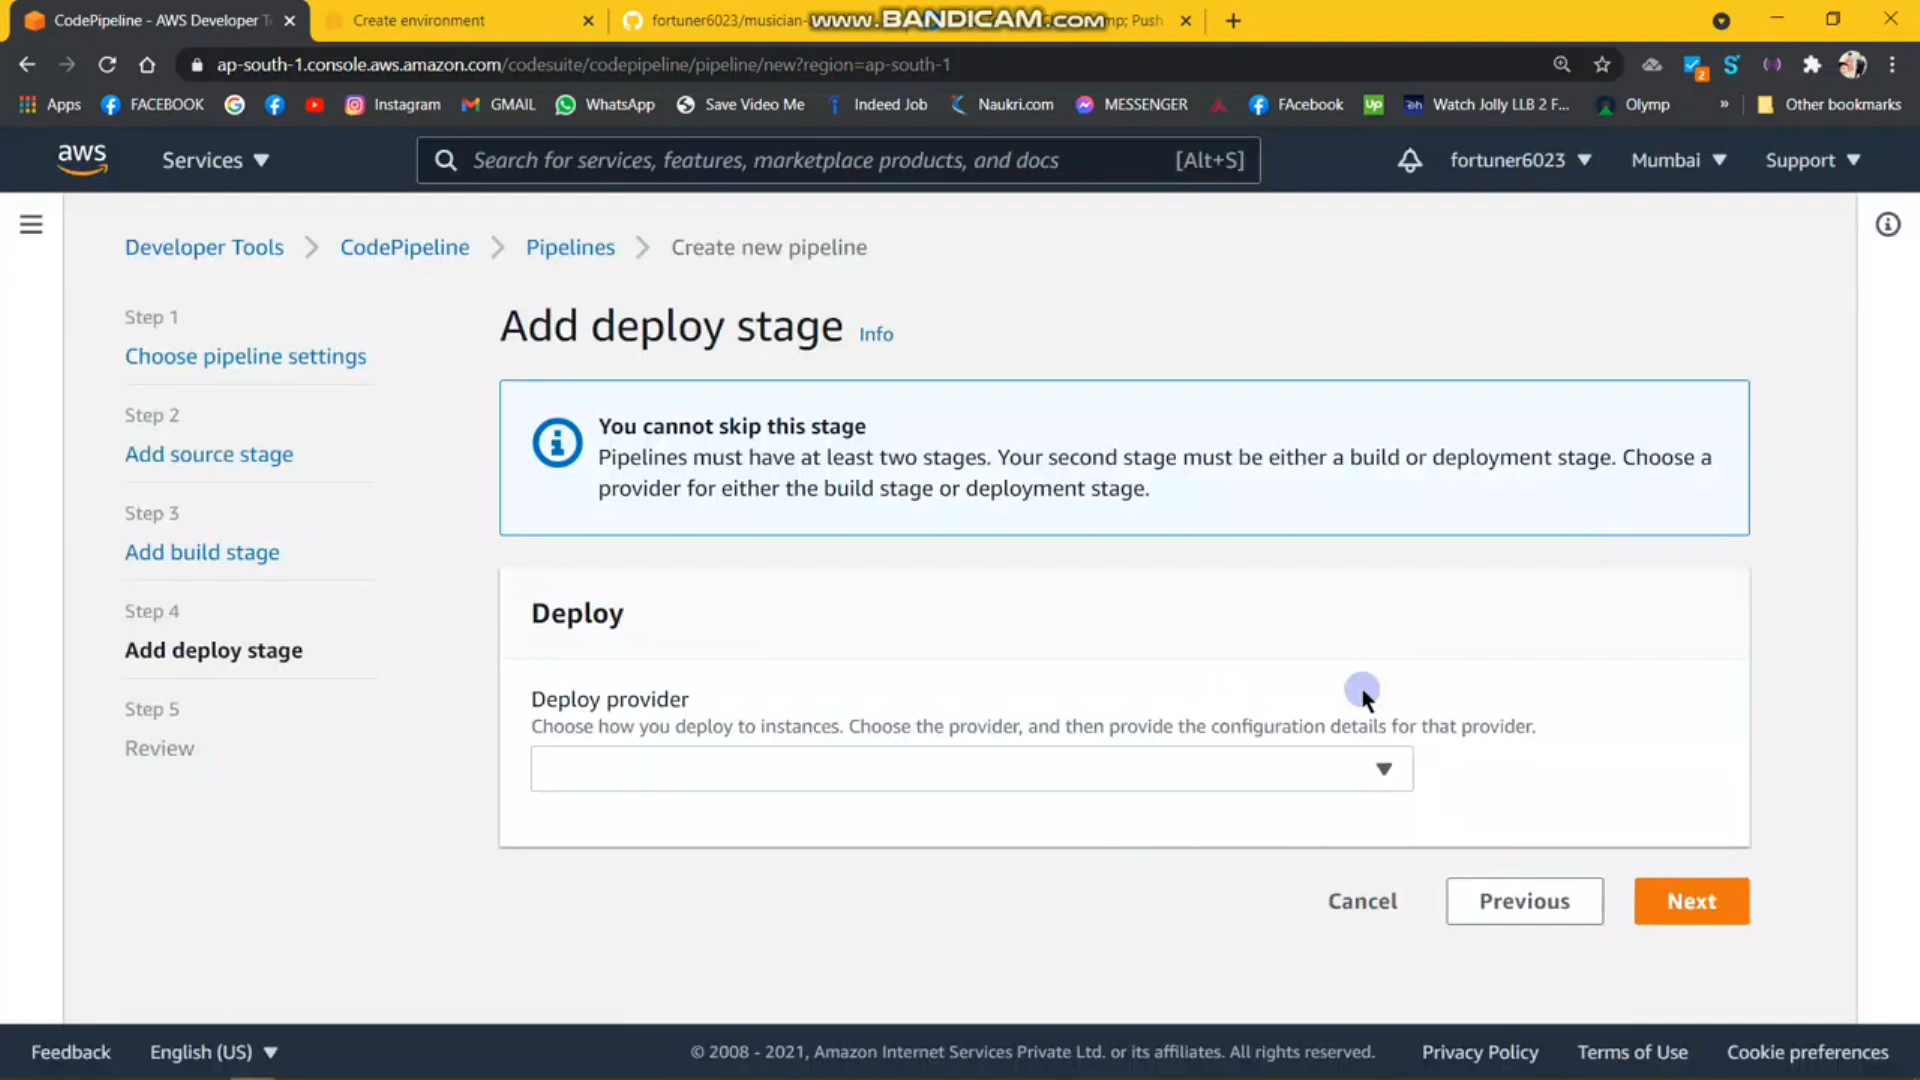 CodePipeline - AWS Developer T
Create environment
fortuner6023/musician-
www.BANDICAM.com
mp; Push
ap-south-1.console.aws.amazon.com/codesuite/codepipeline/pipeline/new?region=ap-south-1
Apps
FACEBOOK
Instagram
GMAIL
WhatsApp
Save Video Me
Indeed Job
Naukri.com
MESSENGER
FAcebook
Up
Watch Jolly LLB 2 F...
Olymp
»
Other bookmarks
aws
Services
Search for services, features, marketplace products, and docs
[Alt+S]
fortuner6023
Mumbai
Support
Developer Tools
CodePipeline
Pipelines
Create new pipeline
Step 1
Choose pipeline settings
Step 2
Add source stage
Step 3
Add build stage
Step 4
Add deploy stage
Step 5
Review
Add deploy stage Info
You cannot skip this stage
Pipelines must have at least two stages. Your second stage must be either a build or deployment stage. Choose a
provider for either the build stage or deployment stage.
Deploy
Deploy provider
Choose how you deploy to instances. Choose the provider, and then provide the configuration details for that provider.
Cancel
Previous
Next
Feedback
English (US)
© 2008 - 2021, Amazon Internet Services Private Ltd. or its affiliates. All rights reserved.
Privacy Policy
Terms of Use
Cookie preferences